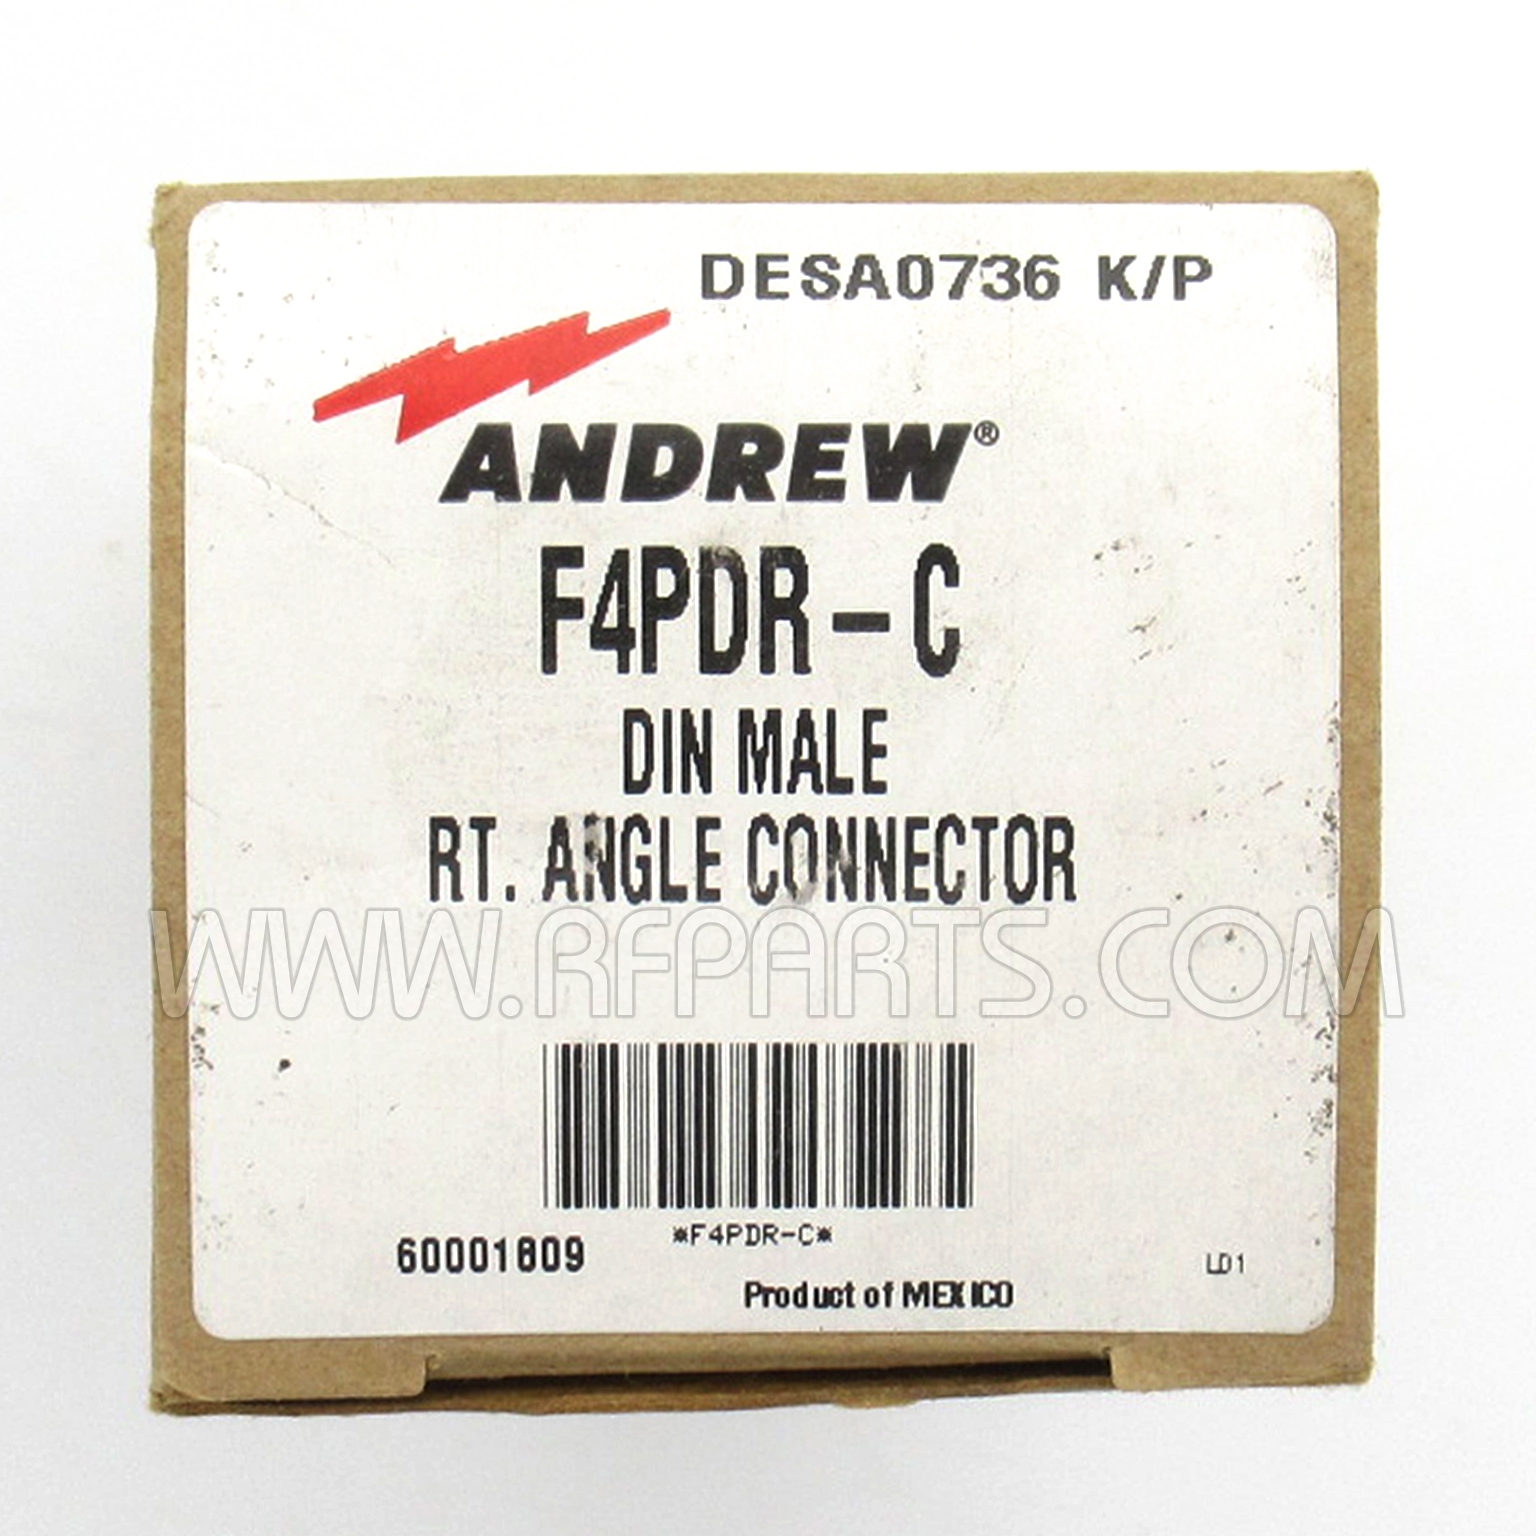 DESA0736 K/P
ANDREW®
F4PDR-C
DIN MALE
RT. ANGLE CONNECTOR
WWW.RFPARTS.COM
*F4PDR-C*
60001609
Product of MEXICO
LD1